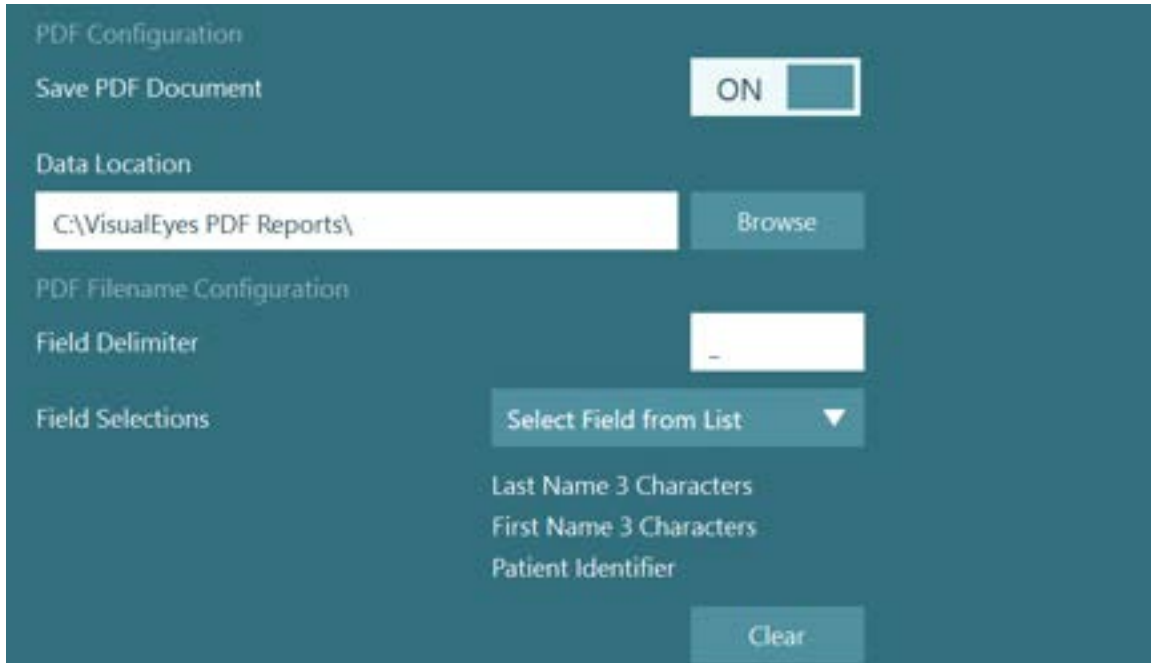 PDF Configuration
Save PDF Document
ON
Data Location
C:\VisualEyes PDF Reports\
Browse
PDF Filename Configuration
Field Delimiter
_
Field Selections
Select Field from List
Last Name 3 Characters
First Name 3 Characters
Patient Identifier
Clear